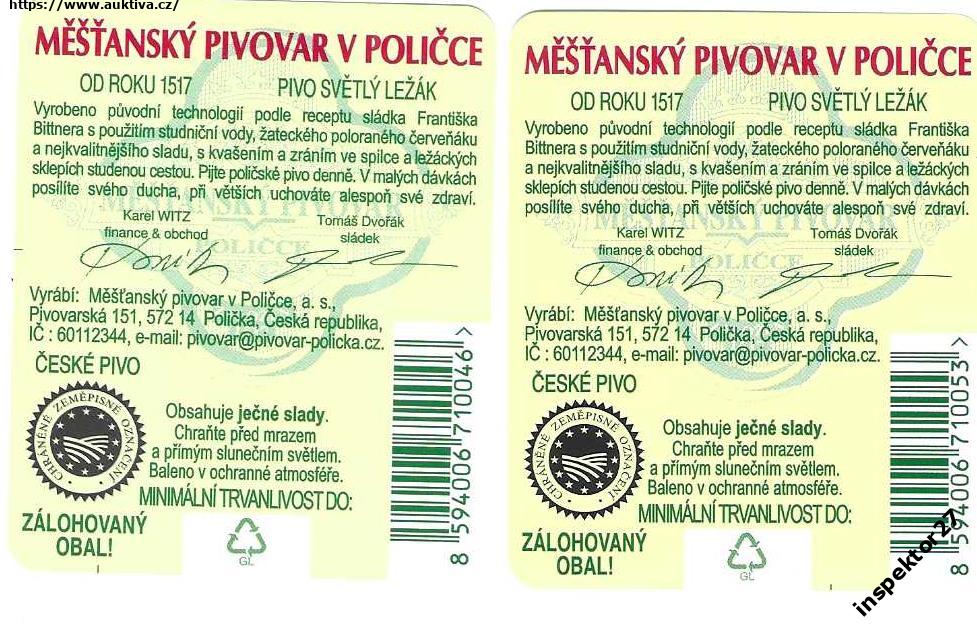 https://www.auktiva.cz/
MĚŠŤANSKÝ PIVOVAR V POLIČCE
OD ROKU 1517 PIVO SVĚTLÝ LEŽÁK
Vyrobeno původní technologií podle receptu sládka Františka
Bittnera s použitím studniční vody, žateckého poloraného červeňáku
a nejkvalitnějšího sladu, s kvašením a zráním ve spilce a ležáckých
sklepích studenou cestou. Pijte poličské pivo denně. V malých dávkách
posílíte svého ducha, při větších uchováte alespoň své zdraví.
MĚŠŤANSKÝ PIVOVAR
POLIČCE
Karel WITZ Tomáš Dvořák
finance & obchod sládek
Vyrábí: Měšťanský pivovar v Poličce, a. s.,
Pivovarská 151, 572 14 Polička, Česká republika,
IČ : 60112344, e-mail: pivovar@pivovar-policka.cz.
ČESKÉ PIVO
CHRÁNĚNÉ ZEMĚPISNÉ OZNAČENÍ
Obsahuje ječné slady.
Chraňte před mrazem
a přímým slunečním světlem.
Baleno v ochranné atmosféře.
MINIMÁLNÍ TRVANLIVOST DO:
ZÁLOHOVANÝ
OBAL!
GL
8 594006 710046 >
MĚŠŤANSKÝ PIVOVAR V POLIČCE
OD ROKU 1517 PIVO SVĚTLÝ LEŽÁK
Vyrobeno původní technologií podle receptu sládka Františka
Bittnera s použitím studniční vody, žateckého poloraného červeňáku
a nejkvalitnějšího sladu, s kvašením a zráním ve spilce a ležáckých
sklepích studenou cestou. Pijte poličské pivo denně. V malých dávkách
posílíte svého ducha, při větších uchováte alespoň své zdraví.
MĚŠŤANSKÝ PIVOVAR
POLIČCE
Karel WITZ Tomáš Dvořák
finance & obchod sládek
Vyrábí: Měšťanský pivovar v Poličce, a. s.,
Pivovarská 151, 572 14 Polička, Česká republika,
IČ : 60112344, e-mail: pivovar@pivovar-policka.cz.
ČESKÉ PIVO
CHRÁNĚNÉ ZEMĚPISNÉ OZNAČENÍ
Obsahuje ječné slady.
Chraňte před mrazem
a přímým slunečním světlem.
Baleno v ochranné atmosféře.
MINIMÁLNÍ TRVANLIVOST DO:
ZÁLOHOVANÝ
OBAL!
GL
8 594006 710053 >
inspektor27